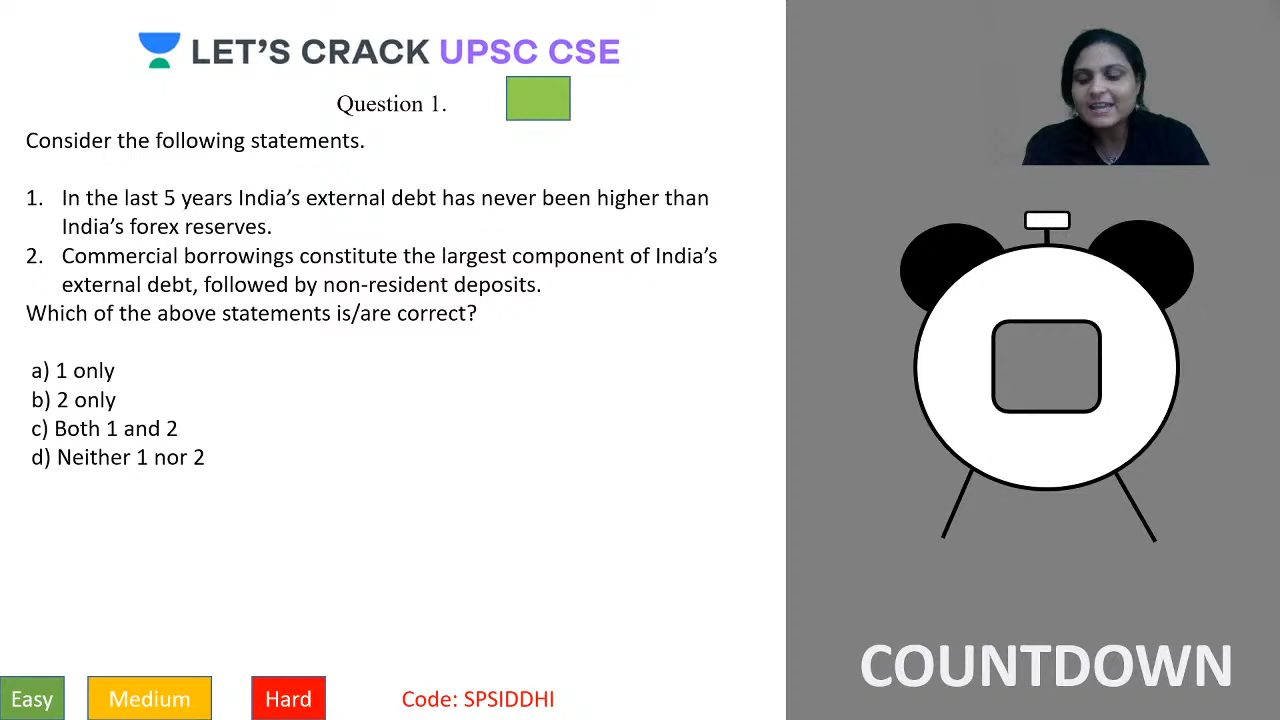 LET'S CRACK UPSC CSE
Question 1.
Consider the following statements.
1. In the last 5 years India's external debt has never been higher than
India's forex reserves.
2. Commercial borrowings constitute the largest component of India's
external debt, followed by non-resident deposits.
Which of the above statements is/are correct?
a) 1 only
b) 2 only
c) Both 1 and 2
d) Neither 1 nor 2
Easy
Medium
Hard
Code: SPSIDDHI
COUNTDOWN